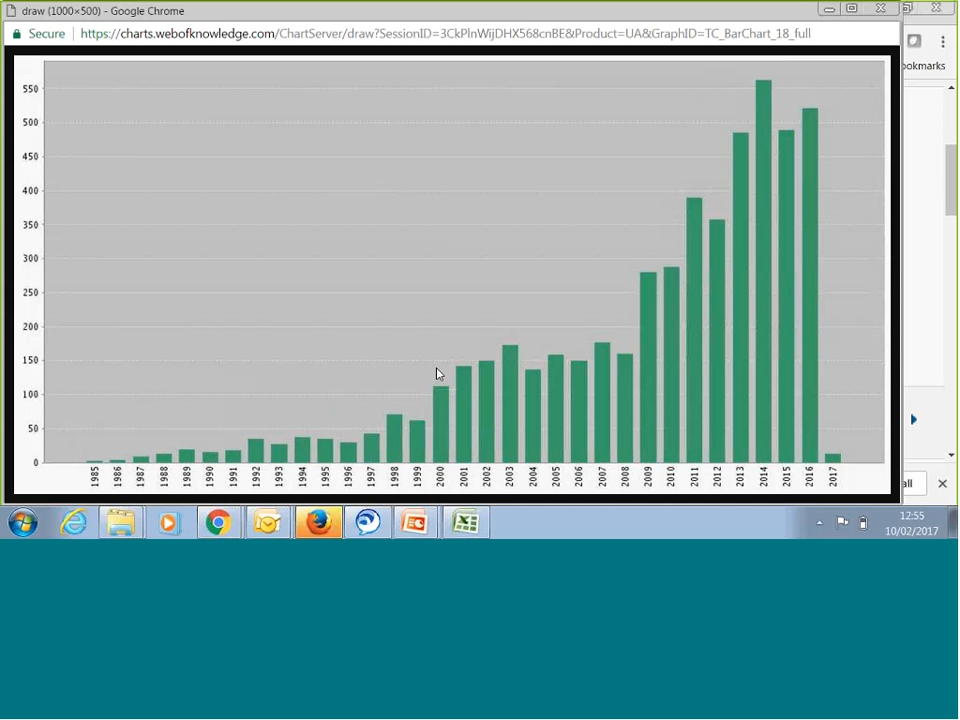 draw (1000×500) - Google Chrome
Secure https://charts.webofknowledge.com/ChartServer/draw?SessionID=3CkPlnWijDHX568cnBE&Product=UA&GraphID=TC_BarChart_18_full
ookmarks
550
500
450
400
350
300
250
200
150
100
50
0
1985 1986 1987 1988 1989 1990 1991 1992 1993 1994 1995 1996 1997 1998 1999 2000 2001 2002 2003 2004 2005 2006 2007 2008 2009 2010 2011 2012 2013 2014 2015 2016 2017
all
12:55
10/02/2017